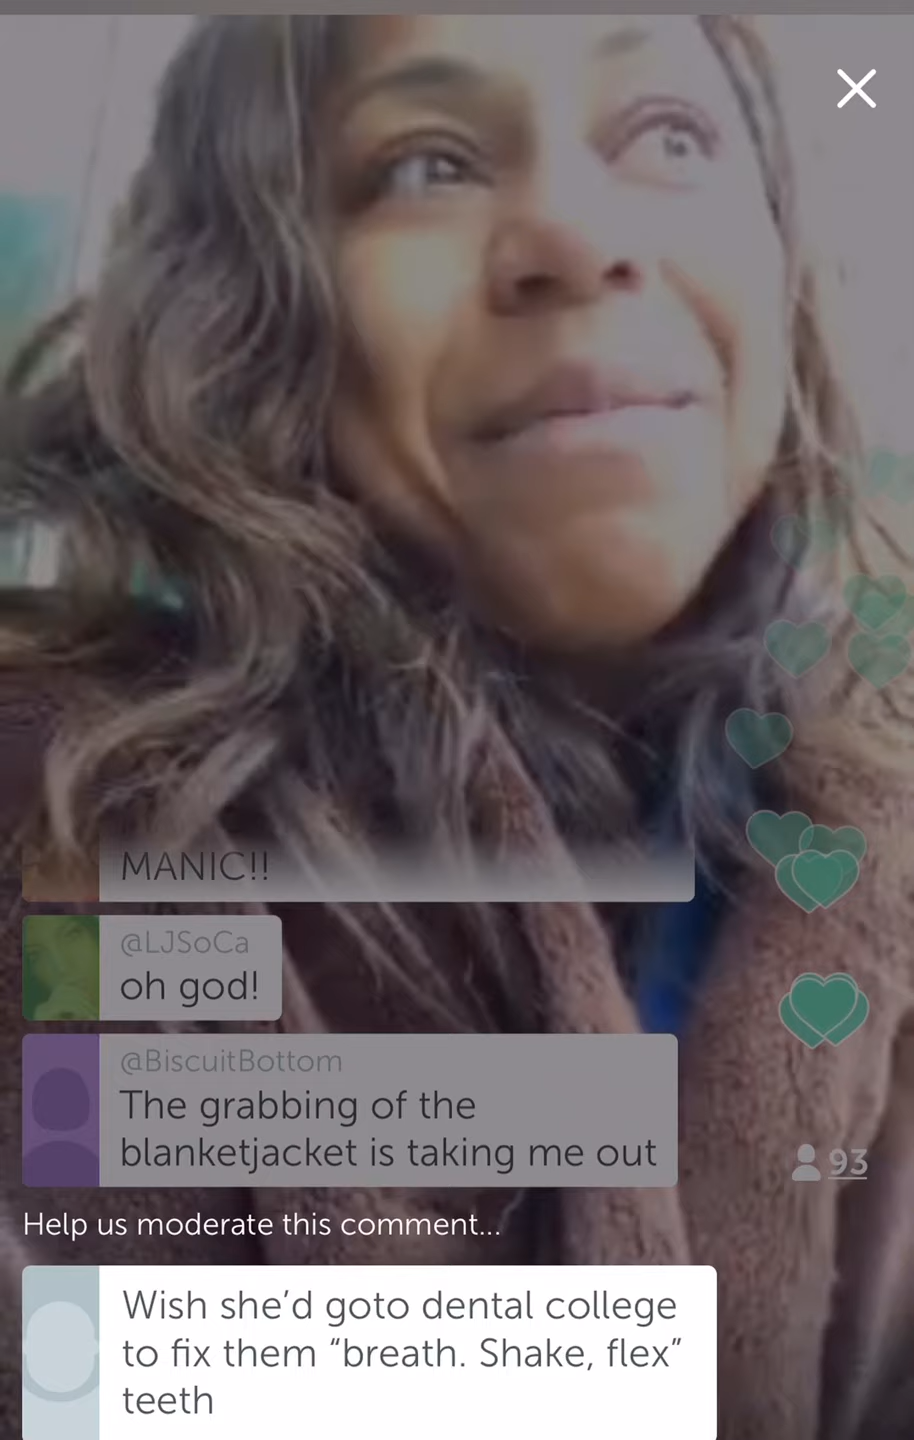 MANIC!!
@LJSoCa
oh god!
@BiscuitBottom
The grabbing of the
blanketjacket is taking me out
93
Help us moderate this comment...
Wish she’d goto dental college
to fix them “breath. Shake, flex”
teeth